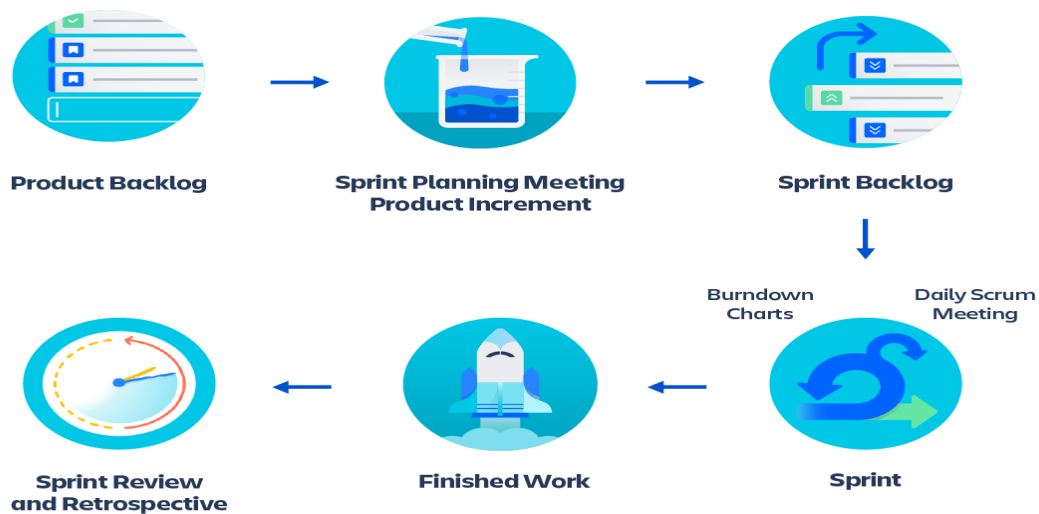 Product Backlog
Sprint Planning Meeting
Product Increment
Sprint Backlog
Burndown
Charts
Daily Scrum
Meeting
Sprint
Finished Work
Sprint Review
and Retrospective